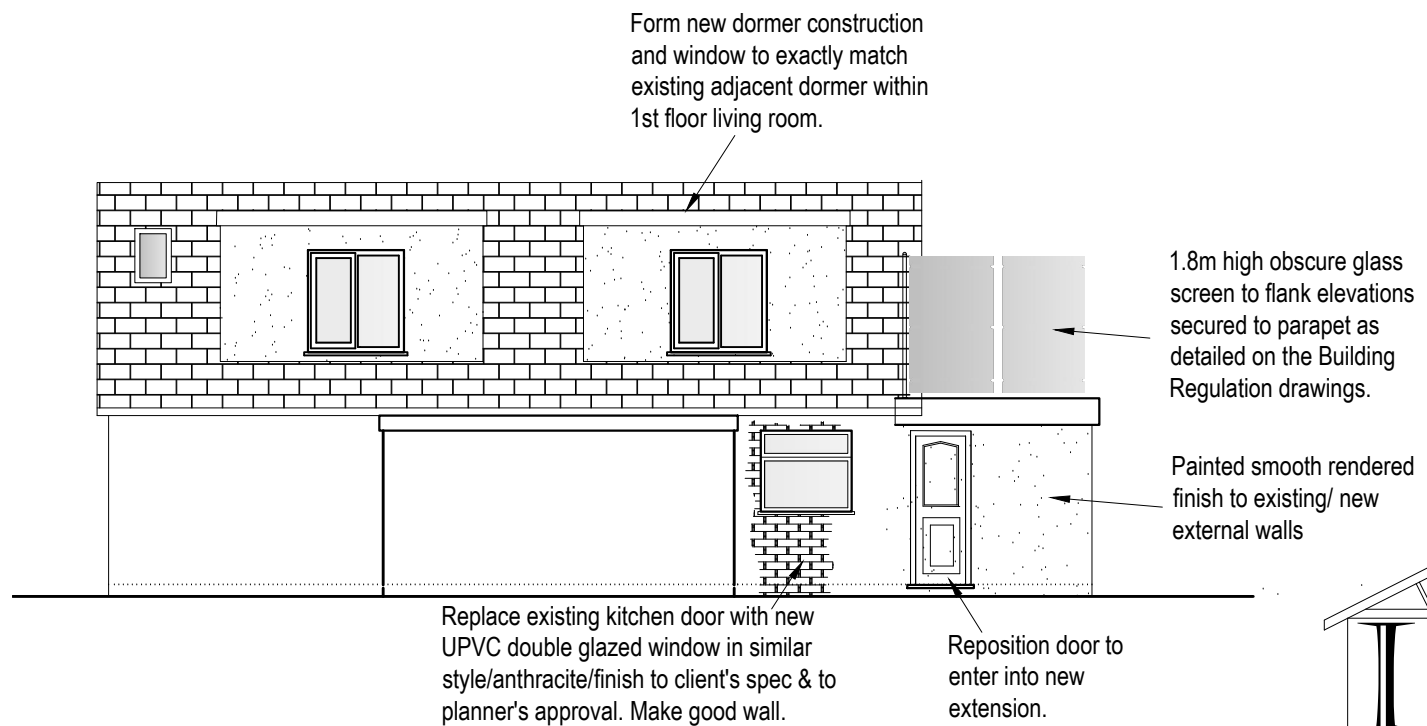 Form new dormer construction
and window to exactly match
existing adjacent dormer within
1st floor living room.
1.8m high obscure glass
screen to flank elevations
secured to parapet as
detailed on the Building
Regulation drawings.
Painted smooth rendered
finish to existing/ new
external walls
Replace existing kitchen door with new
UPVC double glazed window in similar
style/anthracite/finish to client's spec & to
planner's approval. Make good wall.
Reposition door to
enter into new
extension.